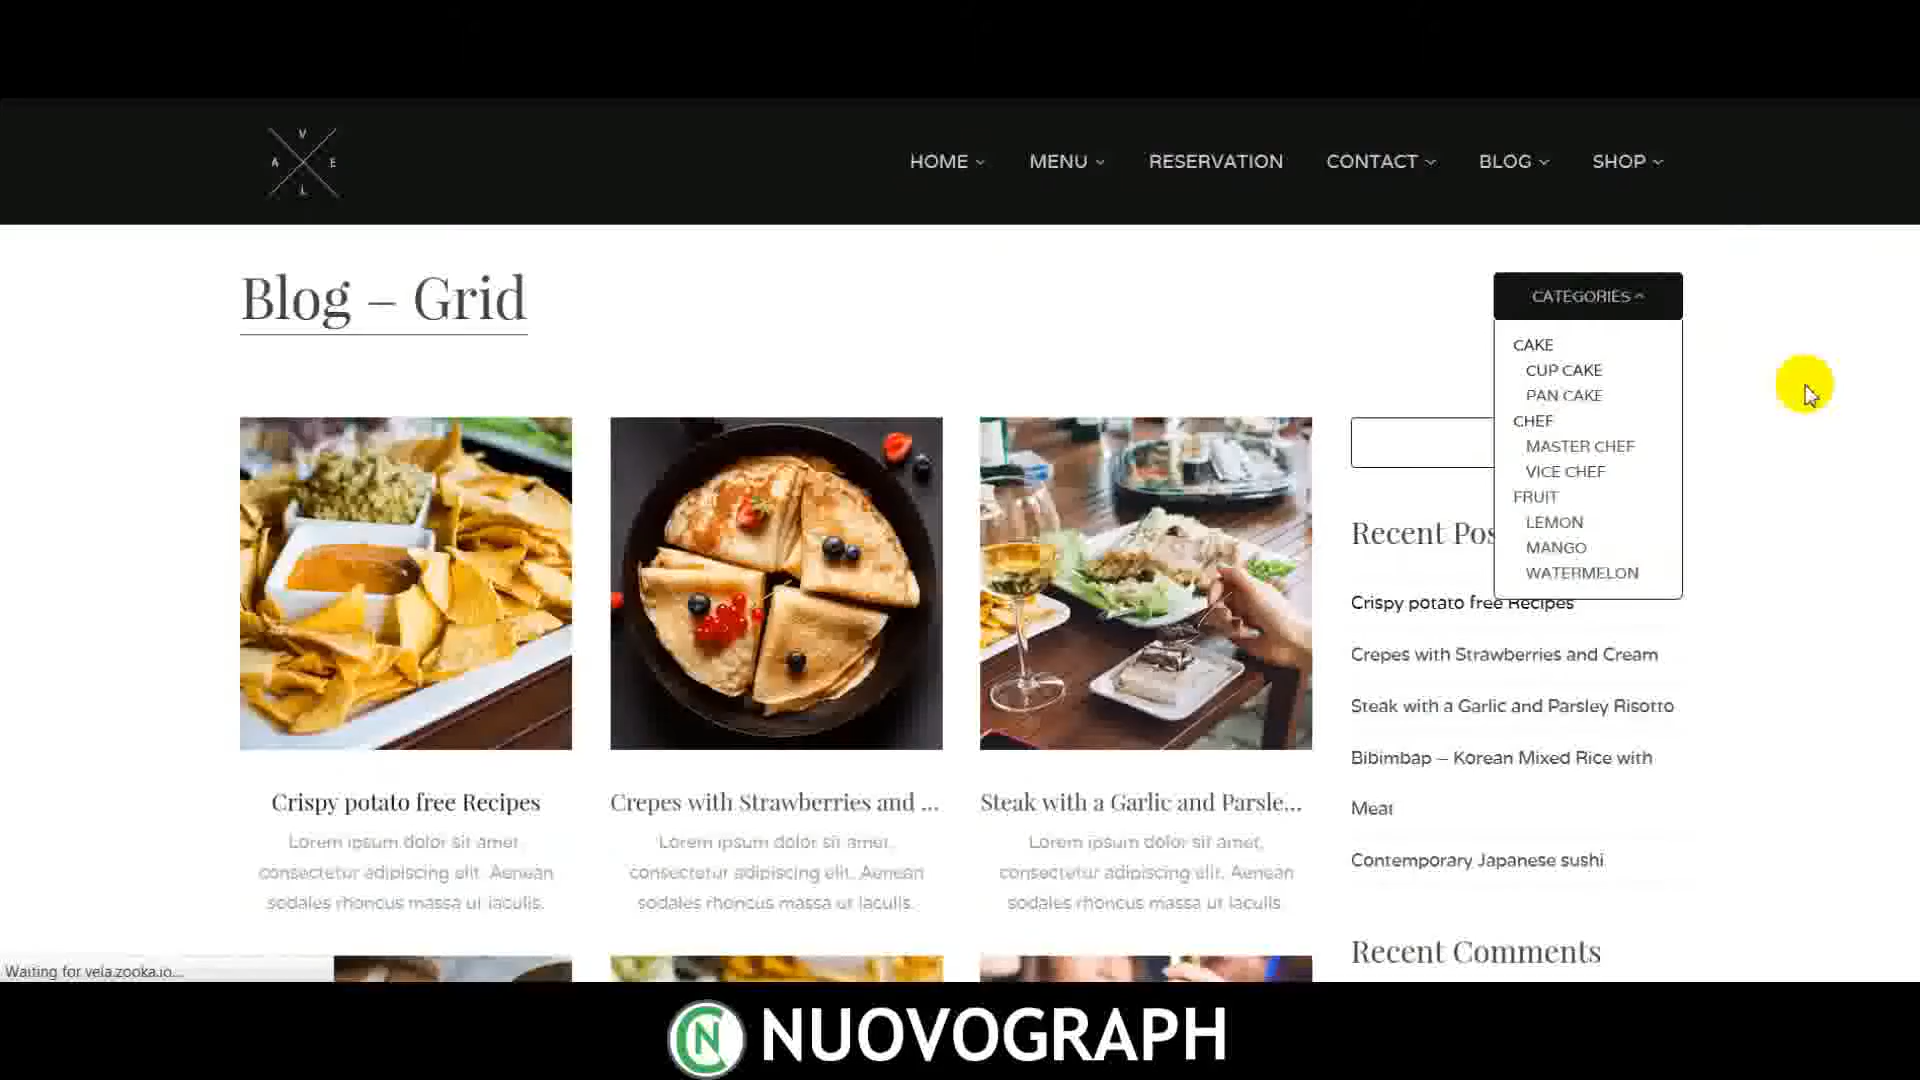 V
A E
L
HOME MENU RESERVATION CONTACT BLOG SHOP
Blog – Grid
CATEGORIES
CAKE
CUP CAKE
PAN CAKE
CHEF
MASTER CHEF
VICE CHEF
FRUIT
LEMON
MANGO
WATERMELON
Recent Pos
Crispy potato free Recipes
Crepes with Strawberries and Cream
Steak with a Garlic and Parsley Risotto
Bibimbap – Korean Mixed Rice with
Meat
Contemporary Japanese sushi
Recent Comments
Crispy potato free Recipes
Lorem ipsum dolor sit amet,
consectetur adipiscing elit. Aenean
sodales rhoncus massa ut iaculis.
Crepes with Strawberries and ...
Lorem ipsum dolor sit amet,
consectetur adipiscing elit. Aenean
sodales rhoncus massa ut iaculis.
Steak with a Garlic and Parsle...
Lorem ipsum dolor sit amet,
consectetur adipiscing elit. Aenean
sodales rhoncus massa ut iaculis.
Waiting for vela.zooka.io...
CN NUOVOGRAPH